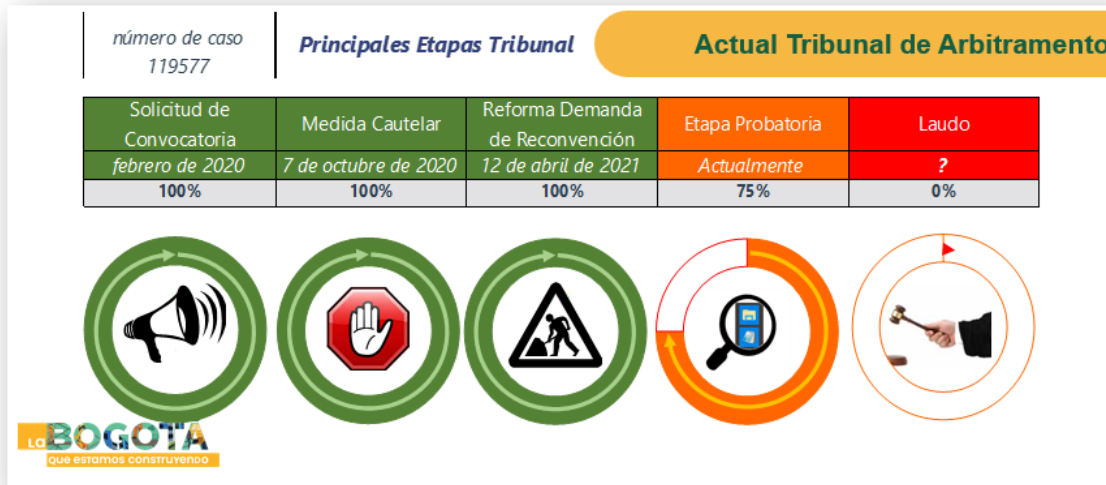 número de caso
119577
Principales Etapas Tribunal
Actual Tribunal de Arbitramento
Solicitud de
Convocatoria
Medida Cautelar
Reforma Demanda
de Reconvención
Etapa Probatoria
Laudo
febrero de 2020
7 de octubre de 2020
12 de abril de 2021
Actualmente
?
100%
100%
100%
75%
0%
La BOGOTÁ
que estamos construyendo